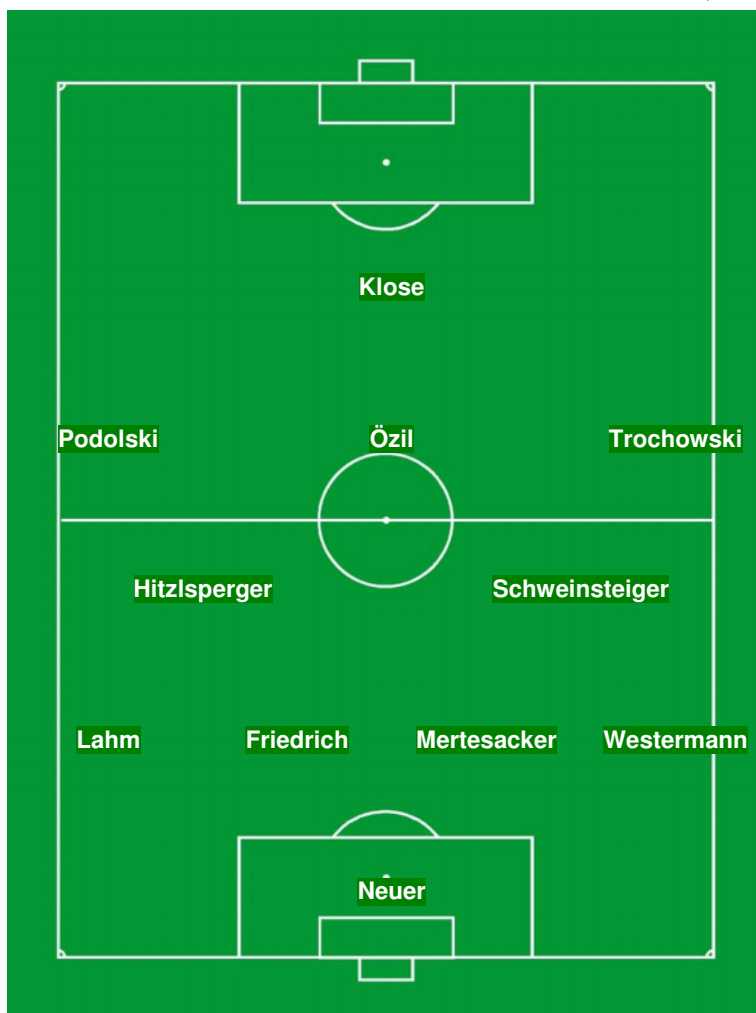 Klose
Podolski Özil Trochowski
Hitzlsperger Schweinsteiger
Lahm Friedrich Mertesacker Westermann
Neuer